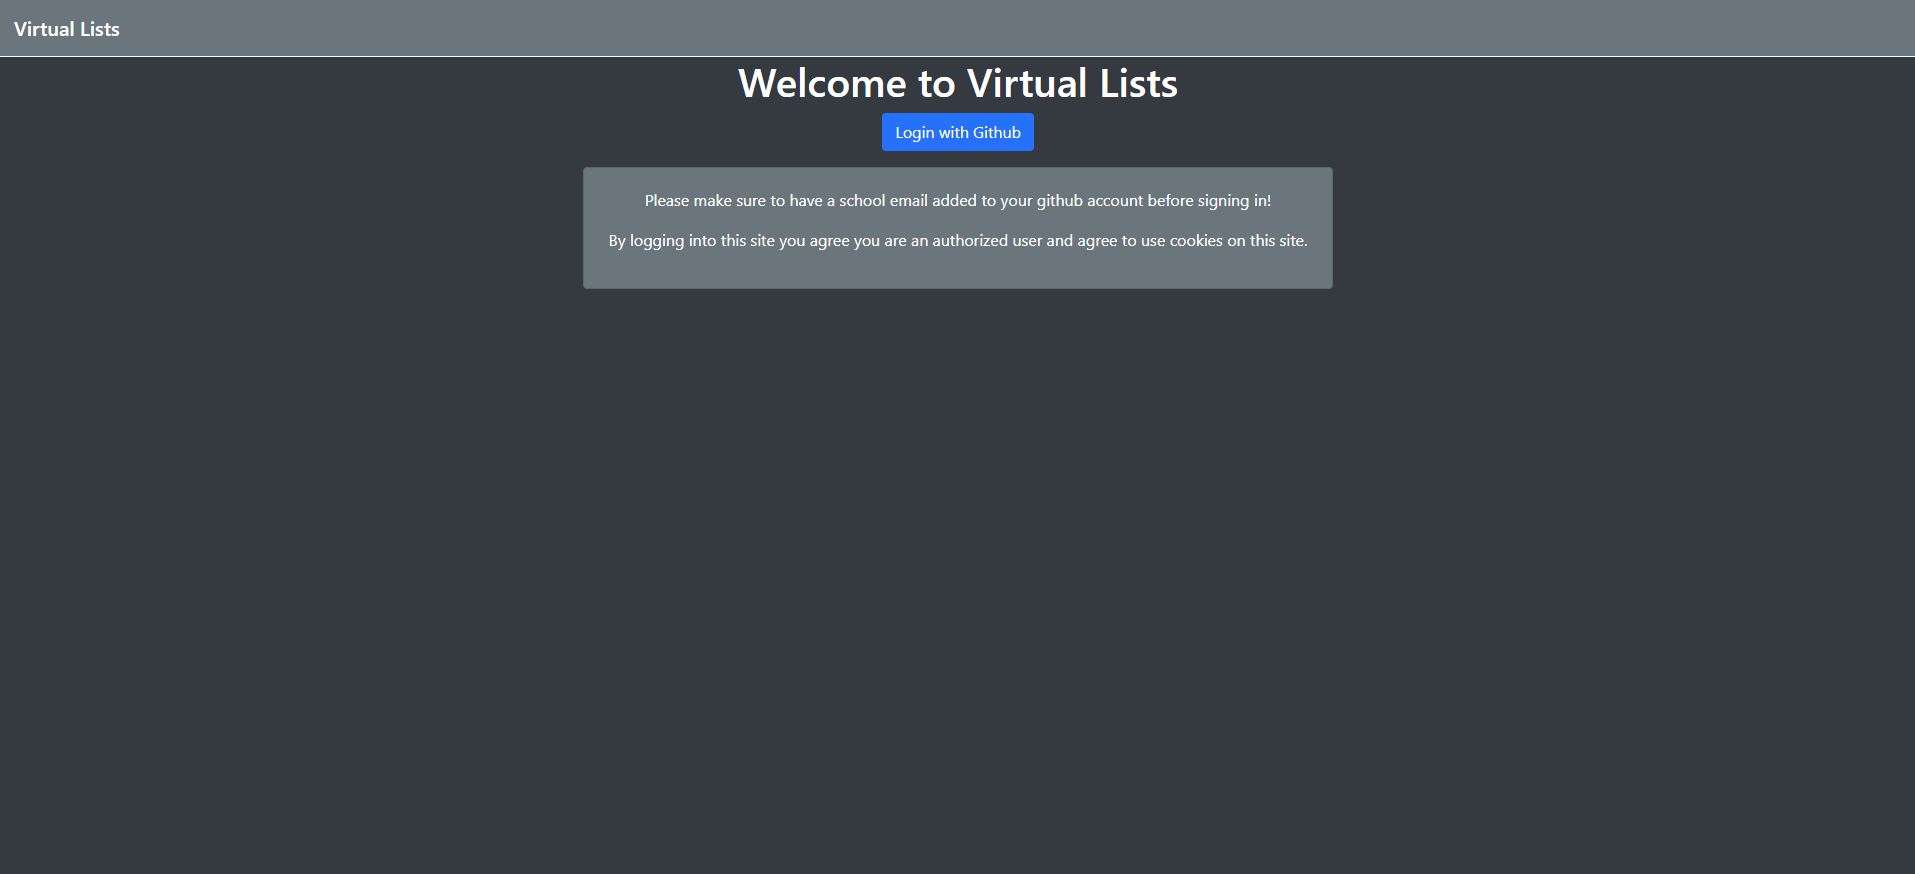 Virtual Lists
Welcome to Virtual Lists
Login with Github
Please make sure to have a school email added to your github account before signing in!
By logging into this site you agree you are an authorized user and agree to use cookies on this site.